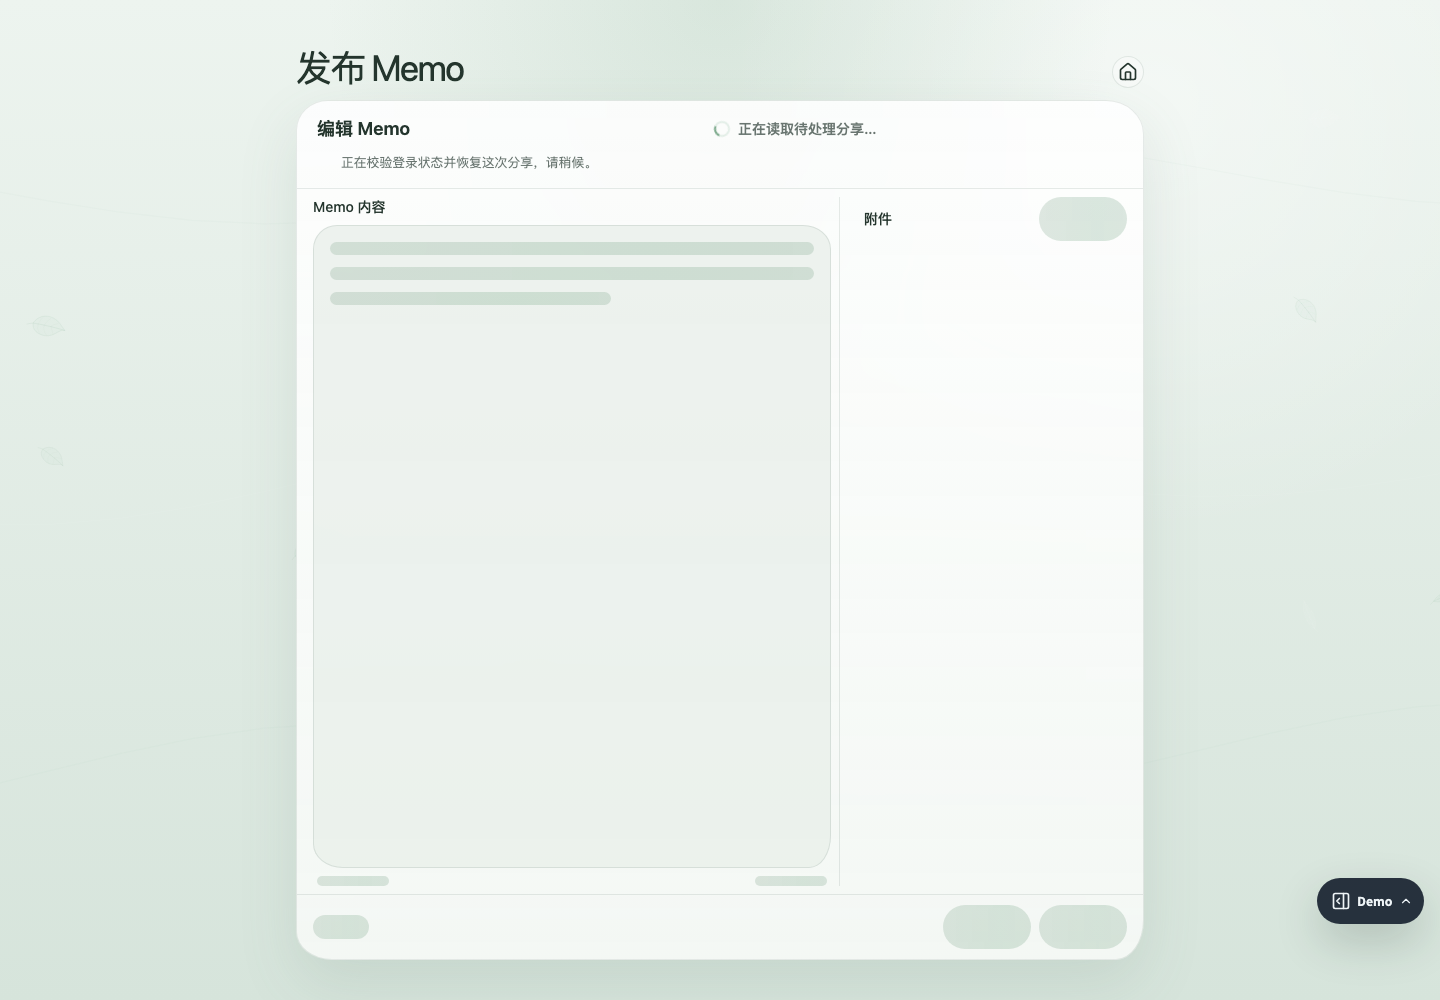 发布 Memo
编辑 Memo
正在读取待处理分享...
正在校验登录状态并恢复这次分享，请稍候。
Memo 内容
附件
Demo